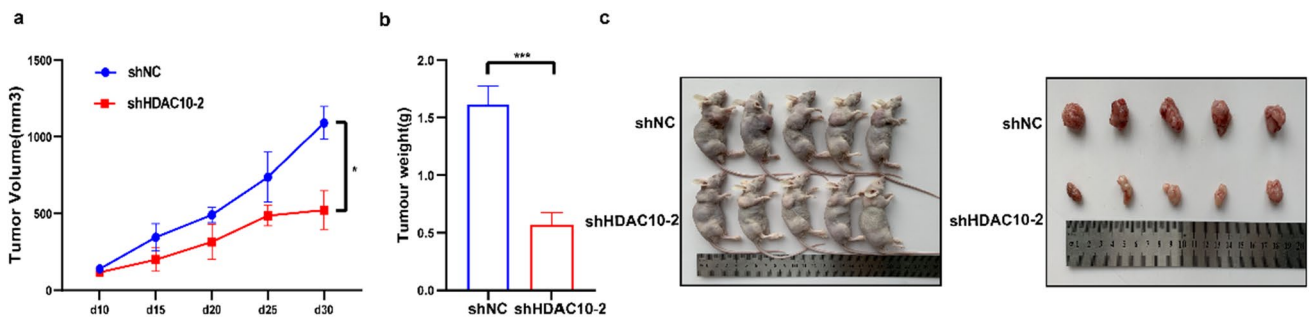 a
b
c
1500
1000
500
0
Tumor Volume(mm3)
shNC
shHDAC10-2
*
d10
d15
d20
d25
d30
2.0
1.5
1.0
0.5
0.0
Tumour weight(g)
***
shNC shHDAC10-2
shNC
shHDAC10-2
shNC
shHDAC10-2